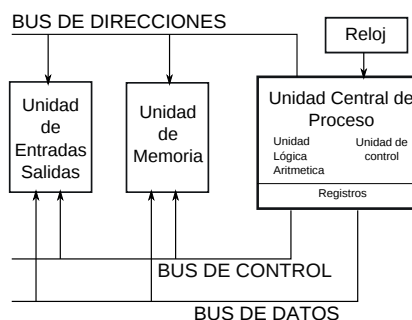 BUS DE DIRECCIONES
Reloj
Unidad
de
Entradas
Salidas
Unidad
de
Memoria
Unidad Central de
Proceso
Unidad
Lógica
Aritmetica
Unidad de
control
Registros
BUS DE CONTROL
BUS DE DATOS